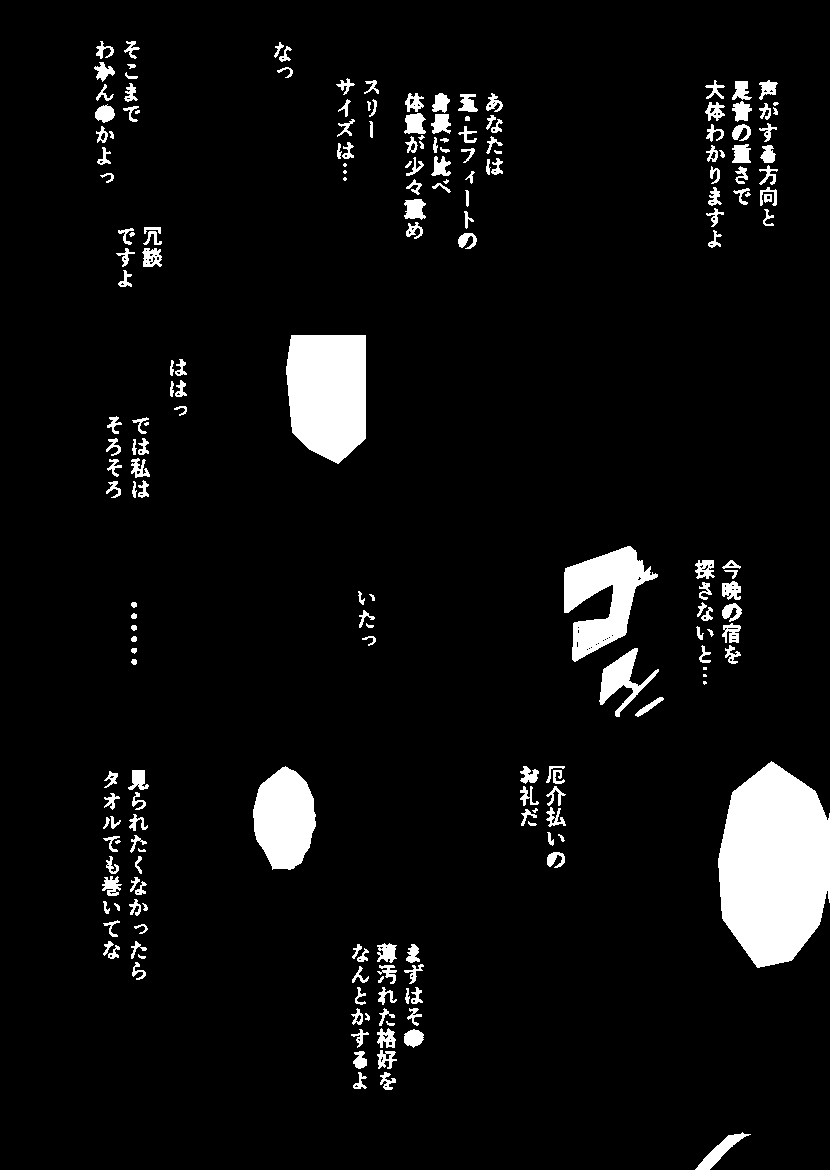 声がする方向と
足音の重さで
大体わかりますよ
あなたは
五・七フィートの
身長に比べ
体重が少々重め
スリー
サイズは…
なっ
そこまで
わかんのかよっ
冗談
ですよ
ははっ
では私は
そろそろ
今晩の宿を
探さないと…
いたっ
……
厄介払いの
お礼だ
まずはその
薄汚れた格好を
なんとかするよ
見られたくなかったら
タオルでも巻いてな